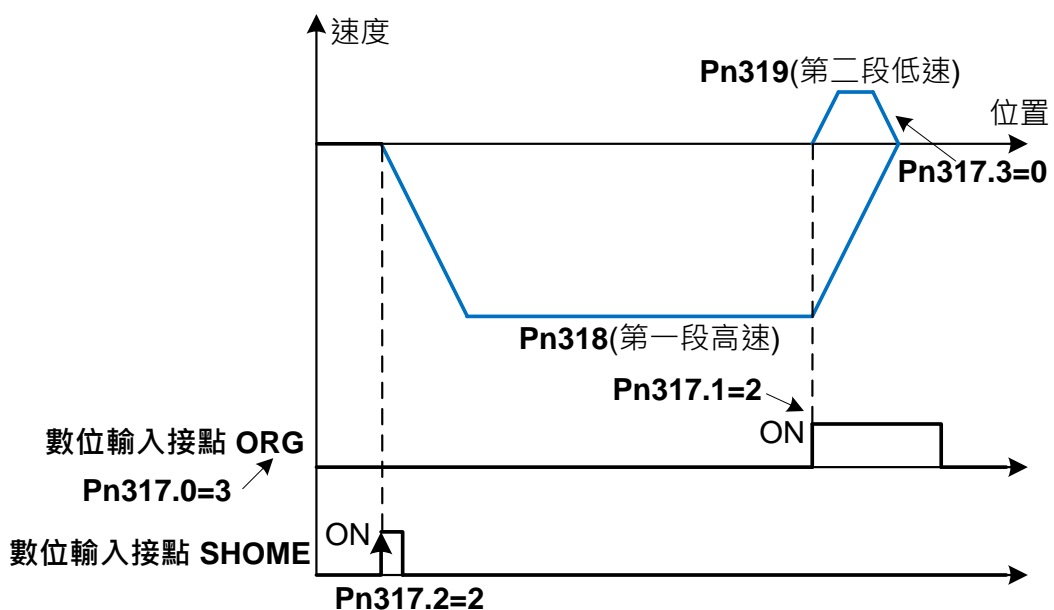 速度
Pn319(第二段低速)
位置
Pn317.3=0
Pn318(第一段高速)
Pn317.1=2
ON
數位輸入接點 ORG
Pn317.0=3
ON
數位輸入接點 SHOME
Pn317.2=2